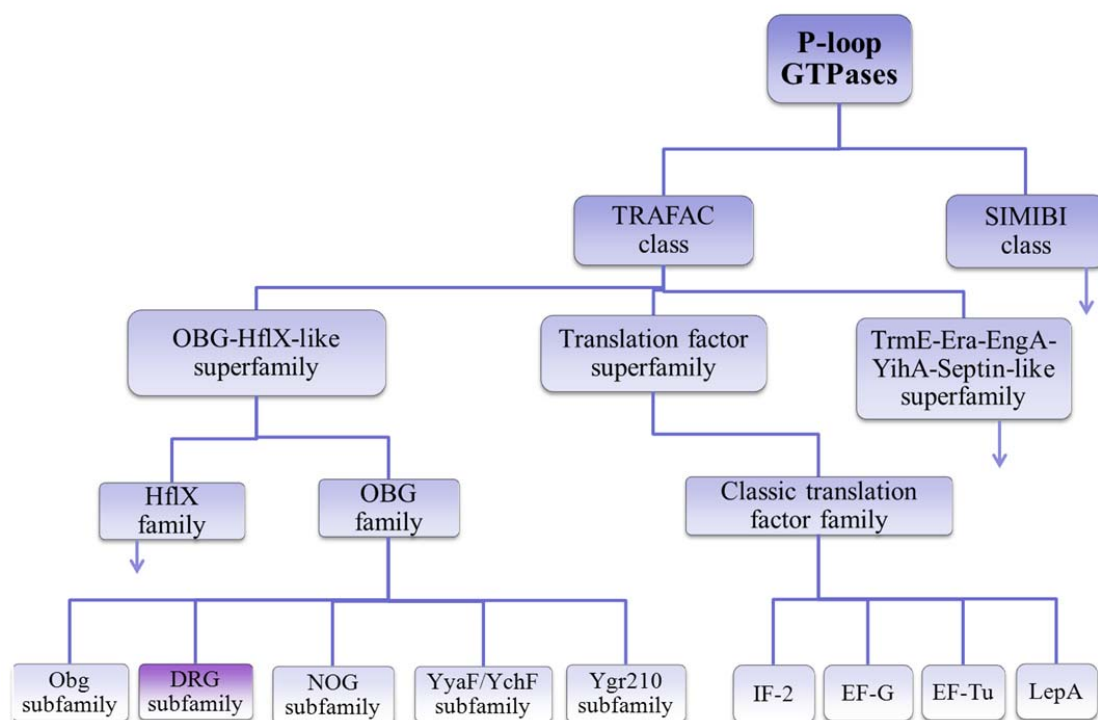 P-loop
GTPases
TRAFAC
class
SIMIBI
class
OBG-HflX-like
superfamily
Translation factor
superfamily
TrmE-Era-EngA-
YihA-Septin-like
superfamily
HflX
family
OBG
family
Classic translation
factor family
Obg
subfamily
DRG
subfamily
NOG
subfamily
YyaF/YchF
subfamily
Ygr210
subfamily
IF-2
EF-G
EF-Tu
LepA